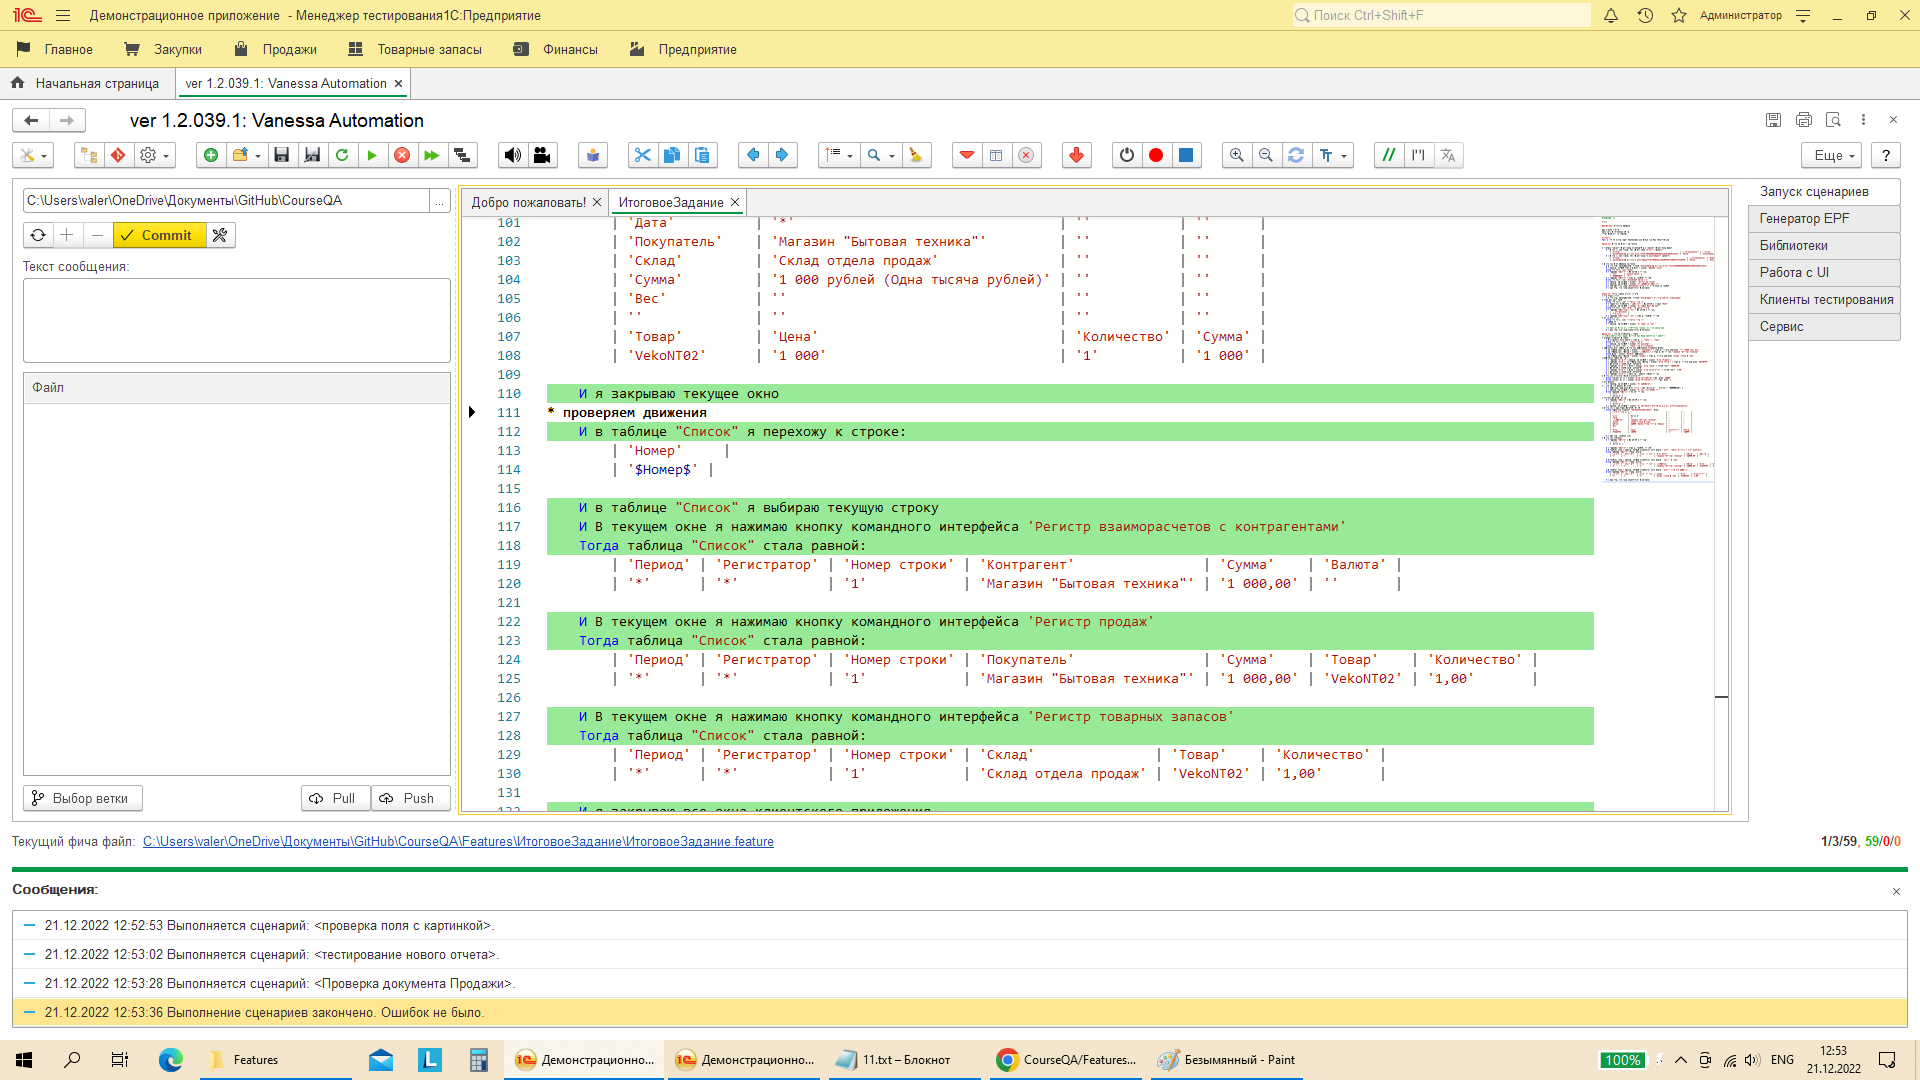 Демонстрационное приложение - Менеджер тестирования1С:Предприятие
Поиск Ctrl+Shift+F
Администратор
Главное
Закупки
Продажи
Товарные запасы
Финансы
Предприятие
Начальная страница
ver 1.2.039.1: Vanessa Automation
ver 1.2.039.1: Vanessa Automation
Еще
?
C:\Users\valer\OneDrive\Документы\GitHub\CourseQA
...
Commit
Текст сообщения:
Файл
Выбор ветки
Pull
Push
Добро пожаловать!
ИтоговоеЗадание
101 | 'Дата' | '*' | '' | '' |
102 | 'Покупатель' | 'Магазин "Бытовая техника"' | '' | '' |
103 | 'Склад' | 'Склад отдела продаж' | '' | '' |
104 | 'Сумма' | '1 000 рублей (Одна тысяча рублей)' | '' | '' |
105 | 'Вес' | '' | '' | '' |
106 | '' | '' | '' | '' |
107 | 'Товар' | 'Цена' | 'Количество' | 'Сумма' |
108 | 'VekoNT02' | '1 000' | '1' | '1 000' |
109
110 И я закрываю текущее окно
111 * проверяем движения
112 И в таблице "Список" я перехожу к строке:
113 | 'Номер' |
114 | '$Номер$' |
115
116 И в таблице "Список" я выбираю текущую строку
117 И В текущем окне я нажимаю кнопку командного интерфейса 'Регистр взаиморасчетов с контрагентами'
118 Тогда таблица "Список" стала равной:
119 | 'Период' | 'Регистратор' | 'Номер строки' | 'Контрагент' | 'Сумма' | 'Валюта' |
120 | '*' | '*' | '1' | 'Магазин "Бытовая техника"' | '1 000,00' | '' |
121
122 И В текущем окне я нажимаю кнопку командного интерфейса 'Регистр продаж'
123 Тогда таблица "Список" стала равной:
124 | 'Период' | 'Регистратор' | 'Номер строки' | 'Покупатель' | 'Сумма' | 'Товар' | 'Количество' |
125 | '*' | '*' | '1' | 'Магазин "Бытовая техника"' | '1 000,00' | 'VekoNT02' | '1,00' |
126
127 И В текущем окне я нажимаю кнопку командного интерфейса 'Регистр товарных запасов'
128 Тогда таблица "Список" стала равной:
129 | 'Период' | 'Регистратор' | 'Номер строки' | 'Склад' | 'Товар' | 'Количество' |
130 | '*' | '*' | '1' | 'Склад отдела продаж' | 'VekoNT02' | '1,00' |
131
132 И я закрываю все окна клиентского приложения
Запуск сценариев
Генератор EPF
Библиотеки
Работа с UI
Клиенты тестирования
Сервис
Текущий фича файл: C:\Users\valer\OneDrive\Документы\GitHub\CourseQA\Features\ИтоговоеЗадание\ИтоговоеЗадание.feature
1/3/59, 59/0/0
Сообщения:
21.12.2022 12:52:53 Выполняется сценарий: <проверка поля с картинкой>.
21.12.2022 12:53:02 Выполняется сценарий: <тестирование нового отчета>.
21.12.2022 12:53:28 Выполняется сценарий: <Проверка документа Продажи>.
21.12.2022 12:53:36 Выполнение сценариев закончено. Ошибок не было.
Features
Демонстрационно...
Демонстрационно...
11.txt – Блокнот
CourseQA/Features...
Безымянный - Paint
100%
ENG
12:53
21.12.2022